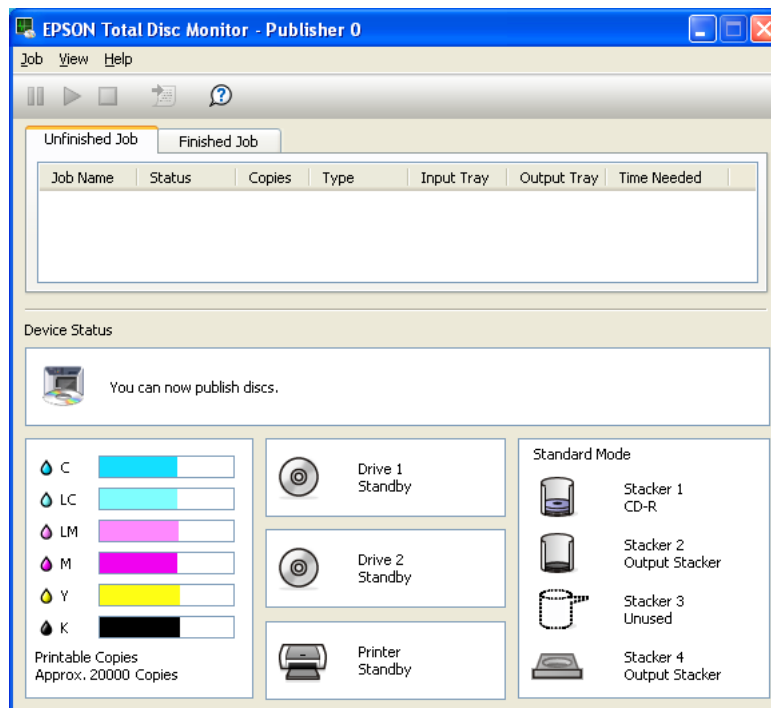 EPSON Total Disc Monitor - Publisher 0
Job View Help
Unfinished Job Finished Job
Job Name Status Copies Type Input Tray Output Tray Time Needed
Device Status
You can now publish discs.
C
LC
LM
M
Y
K
Printable Copies
Approx. 20000 Copies
Drive 1
Standby
Drive 2
Standby
Printer
Standby
Standard Mode
Stacker 1
CD-R
Stacker 2
Output Stacker
Stacker 3
Unused
Stacker 4
Output Stacker